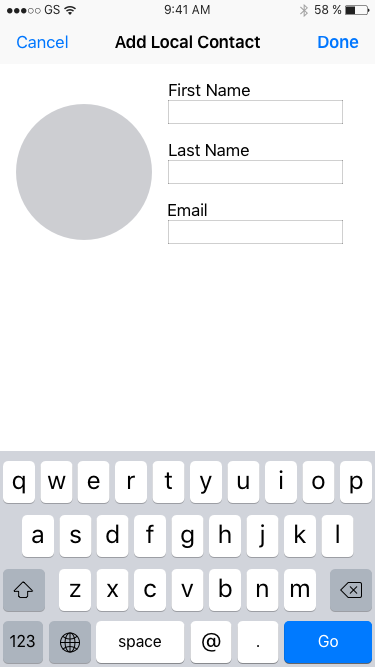 GS 9:41 AM 58 %
Cancel Add Local Contact Done
First Name
Last Name
Email
q w e r t y u i o p
a s d f g h j k l
z x c v b n m
123 space @ . Go